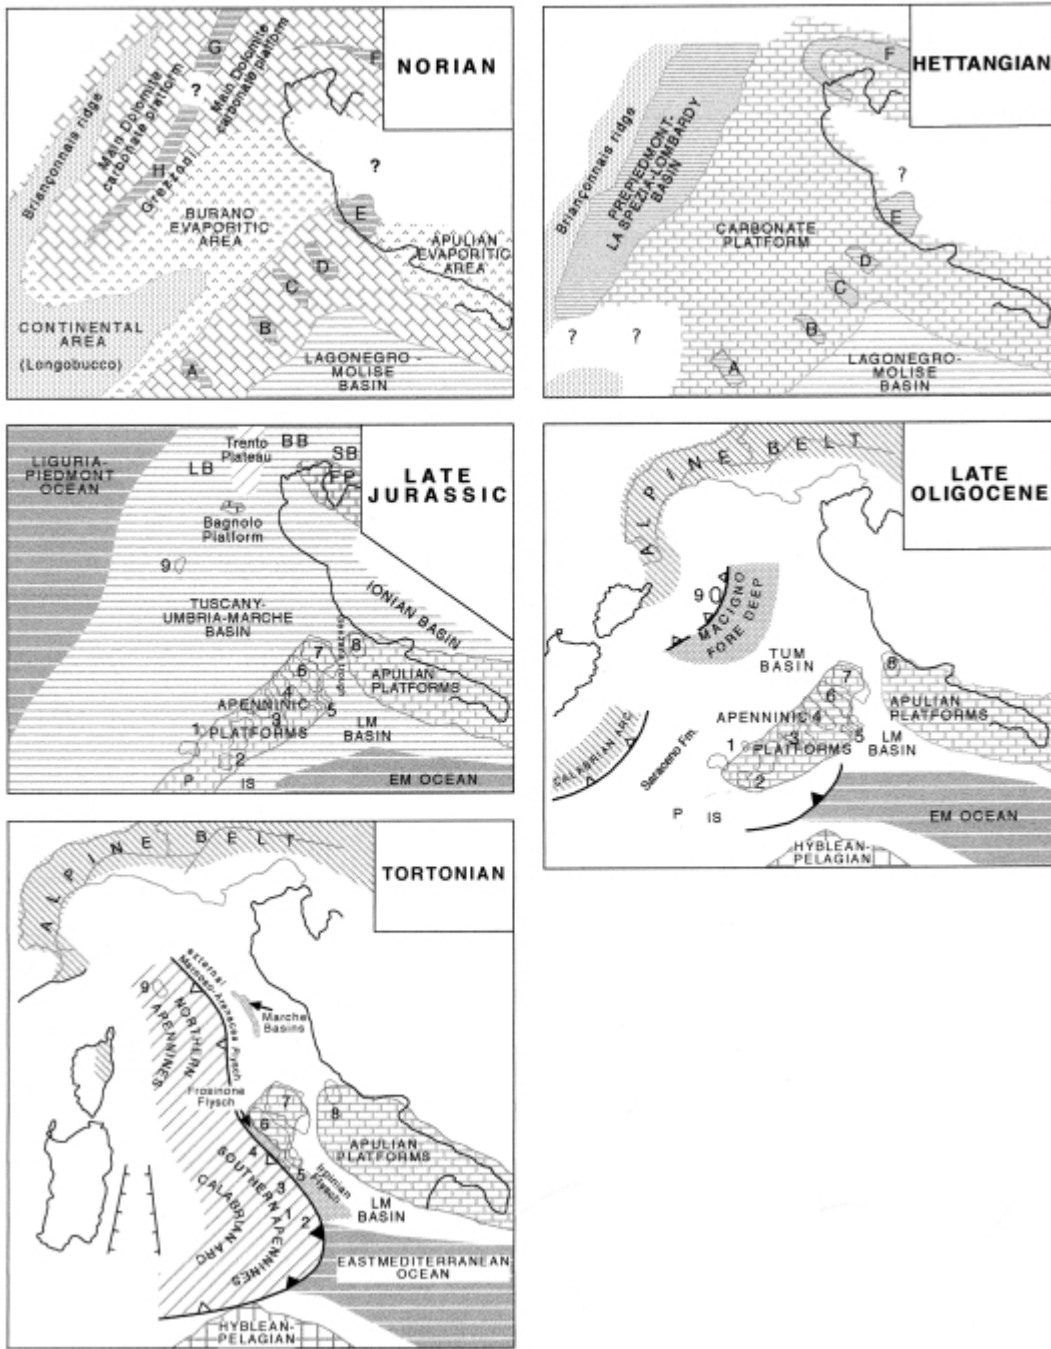 NORIAN
G
F
Main Dolomite
carbonate platform
?
Main Dolomite
carbonate platform
Briançonnais ridge
H
Grezzoni
?
BURANO
EVAPORITIC
AREA
E
APULIAN
EVAPORITIC
AREA
D
C
B
A
CONTINENTAL
AREA
(Longobucco)
LAGONEGRO -
MOLISE
BASIN
HETTANGIAN
F
Briançonnais ridge
PREPIEDMONT-
LA SPEZIA-LOMBARDY
BASIN
?
E
CARBONATE
PLATFORM
D
C
B
A
? ?
LAGONEGRO-
MOLISE
BASIN
LATE
JURASSIC
LIGURIA-
PIEDMONT
OCEAN
Trento
Plateau
BB
SB
LB
FP
Bagnolo
Platform
9
TUSCANY-
UMBRIA-MARCHE
BASIN
IONIAN BASIN
8
7
6
4
APULIAN
PLATFORMS
APENNINIC
PLATFORMS
1
3
5
2
LM
BASIN
P
IS
EM OCEAN
LATE
OLIGOCENE
ALPINE BELT
9
MACIGNO
FORE DEEP
TUM
BASIN
8
7
6
APULIAN
PLATFORMS
APENNINIC 4
PLATFORMS
1
3
5
2
LM
BASIN
CALABRIAN ARC
Saraceno Fm.
P
IS
EM OCEAN
HYBLEAN-
PELAGIAN
TORTONIAN
ALPINE BELT
9
NORTHERN
APENNINES
external
Marnoso-Arenacea Flysch
Marche
Basins
Frosinone
Flysch
7
8
6
4
5
3
1
2
APULIAN
PLATFORMS
Irpinian
Flysch
LM
BASIN
SOUTHERN APENNINES
CALABRIAN ARC
EASTMEDITERRANEAN
OCEAN
HYBLEAN-
PELAGIAN